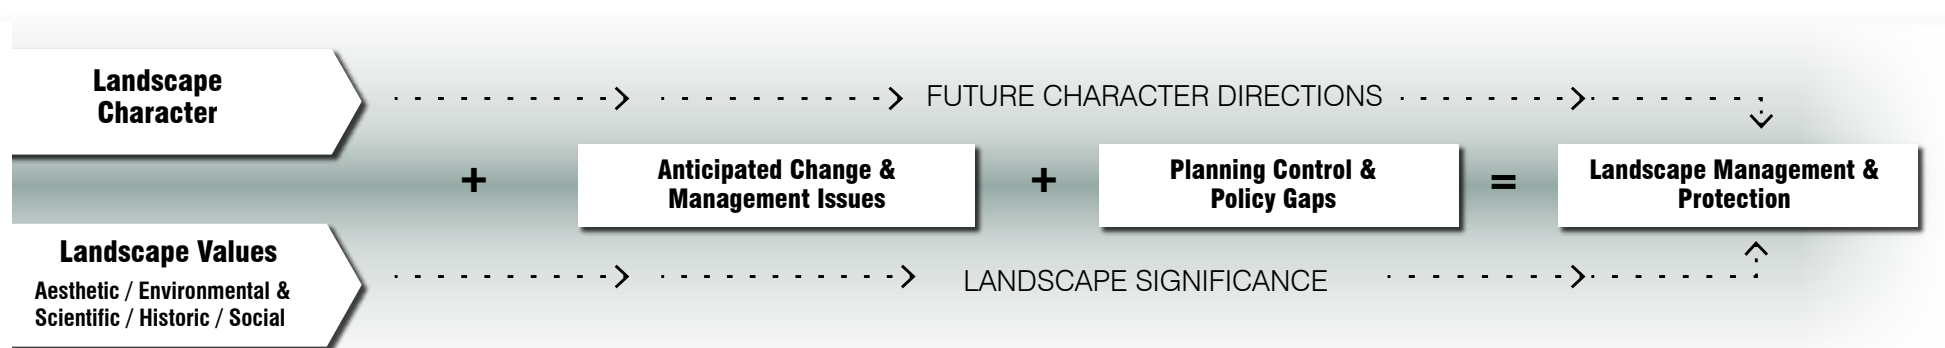 Landscape
Character
FUTURE CHARACTER DIRECTIONS
+
Anticipated Change &
Management Issues
+
Planning Control &
Policy Gaps
=
Landscape Management &
Protection
Landscape Values
Aesthetic / Environmental &
Scientific / Historic / Social
LANDSCAPE SIGNIFICANCE